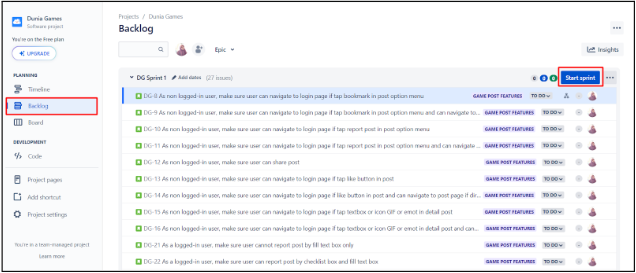 Dunia Games
Software project
You're on the Free plan
UPGRADE
PLANNING
Timeline
Backlog
Board
DEVELOPMENT
Code
Project pages
Add shortcut
Project settings
You're in a team-managed project
Learn more
Projects / Dunia Games
Backlog
Epic
Insights
DG Sprint 1 Add dates (27 issues) 0 0 0 Start sprint
DG-8 As non logged-in user, make sure user can navigate to login page if tap bookmark in post option menu GAME POST FEATURES TO DO
DG-9 As non logged-in user, make sure user can navigate to login page if tap bookmark in post option menu and can navigate to... GAME POST FEATURES TO DO
DG-10 As non logged-in user, make sure user can navigate to login page if tap report post in post option menu GAME POST FEATURES TO DO
DG-11 As non logged-in user, make sure user can navigate to login page if tap report post in post option menu and can navigate ... GAME POST FEATURES TO DO
DG-12 As non logged-in user, make sure user can share post GAME POST FEATURES TO DO
DG-13 As non logged-in user, make sure user can navigate to login page if tap like button in post GAME POST FEATURES TO DO
DG-14 As non logged-in user, make sure user can navigate to login page if like button in post and can navigate to post page if di... GAME POST FEATURES TO DO
DG-15 As non logged-in user, make sure user can navigate to login page if tap textbox or icon GIF or emot in detail post GAME POST FEATURES TO DO
DG-16 As non logged-in user, make sure user can navigate to login page if tap textbox or icon GIF or emot in detail post and can... GAME POST FEATURES TO DO
DG-21 As a logged-in user, make sure user cannot report post by fill text box only GAME POST FEATURES TO DO
DG-22 As a logged-in user, make sure user can report post by checklist box and fill text box GAME POST FEATURES TO DO